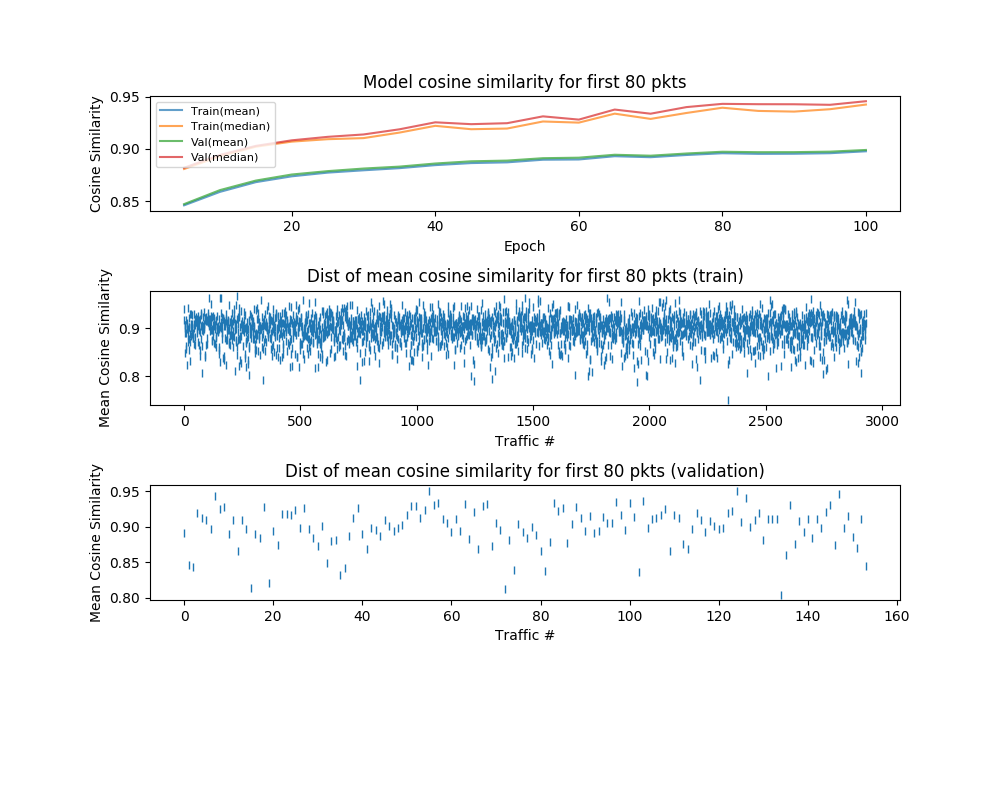 Model cosine similarity for first 80 pkts
Cosine Similarity
0.95
0.90
0.85
Train(mean)
Train(median)
Val(mean)
Val(median)
20 40 60 80 100
Epoch
Dist of mean cosine similarity for first 80 pkts (train)
Mean Cosine Similarity
0.9
0.8
0 500 1000 1500 2000 2500 3000
Traffic #
Dist of mean cosine similarity for first 80 pkts (validation)
Mean Cosine Similarity
0.95
0.90
0.85
0.80
0 20 40 60 80 100 120 140 160
Traffic #